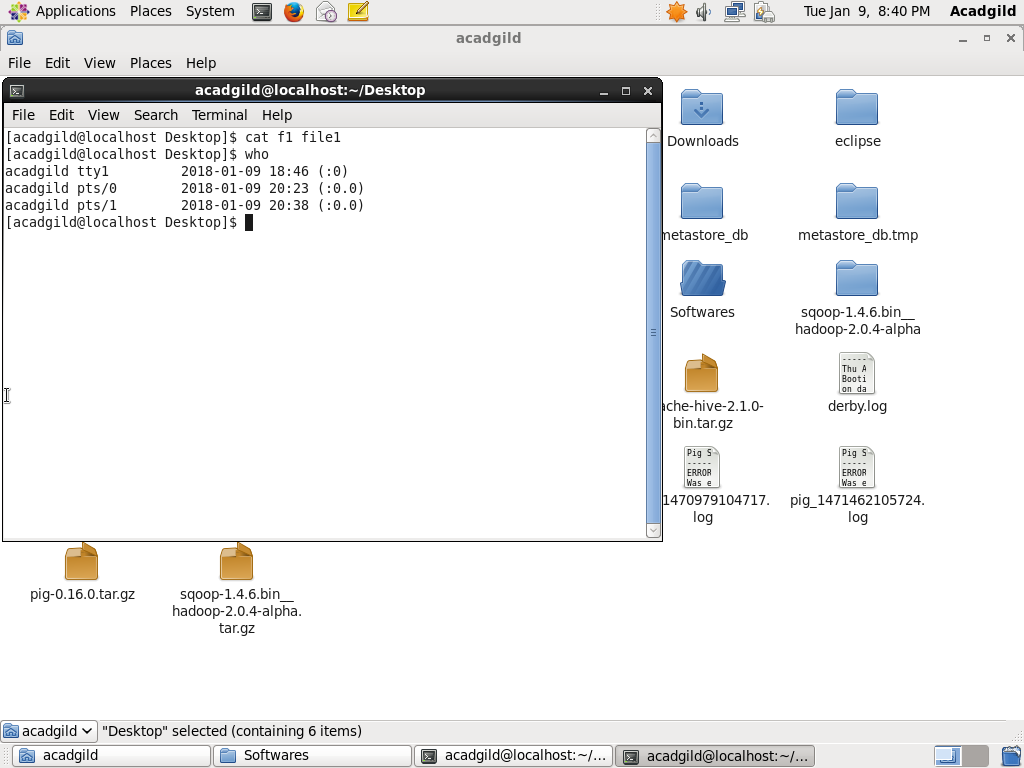 Applications Places System Tue Jan 9, 8:40 PM Acadgild
acadgild
File Edit View Places Help
acadgild@localhost:~/Desktop
File Edit View Search Terminal Help
[acadgild@localhost Desktop]$ cat f1 file1
[acadgild@localhost Desktop]$ who
acadgild tty1 2018-01-09 18:46 (:0)
acadgild pts/0 2018-01-09 20:23 (:0.0)
acadgild pts/1 2018-01-09 20:38 (:0.0)
[acadgild@localhost Desktop]$
Downloads
eclipse
metastore_db
metastore_db.tmp
Softwares
sqoop-1.4.6.bin__
hadoop-2.0.4-alpha
Thu A
Booti
on da
ache-hive-2.1.0-
bin.tar.gz
derby.log
Pig S
ERROR
Was e
Pig S
ERROR
Was e
1470979104717.
log
pig_1471462105724.
log
pig-0.16.0.tar.gz
sqoop-1.4.6.bin__
hadoop-2.0.4-alpha.
tar.gz
acadgild "Desktop" selected (containing 6 items)
acadgild Softwares acadgild@localhost:~/... acadgild@localhost:~/...